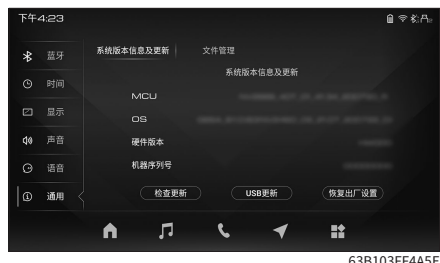 下午4:23
蓝牙
时间
显示
声音
语音
通用
系统版本信息及更新
文件管理
系统版本信息及更新
MCU
OS
硬件版本
机器序列号
检查更新
USB更新
恢复出厂设置
63B103FF4A5F